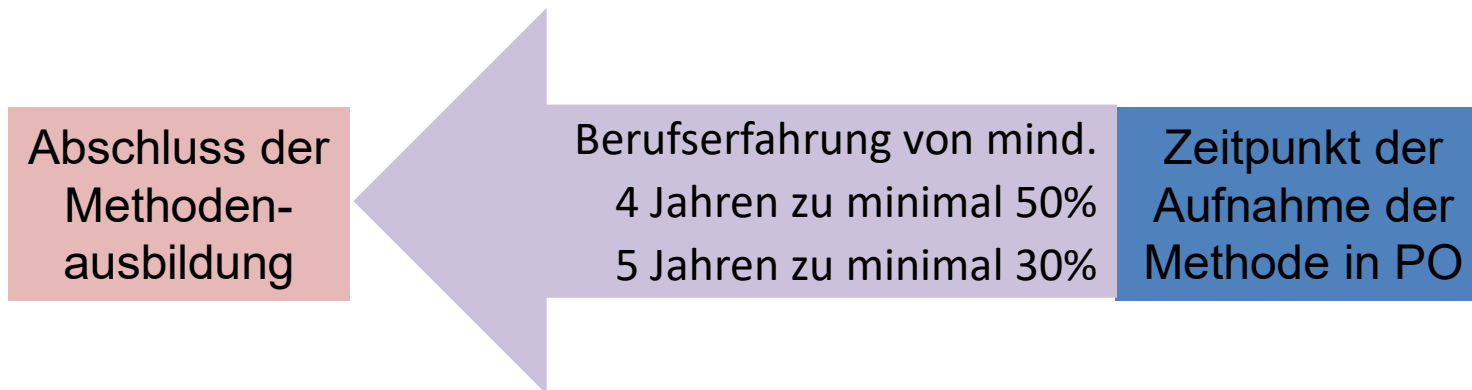 Abschluss der
Methoden-
ausbildung
Berufserfahrung von mind.
4 Jahren zu minimal 50%
5 Jahren zu minimal 30%
Zeitpunkt der
Aufnahme der
Methode in PO